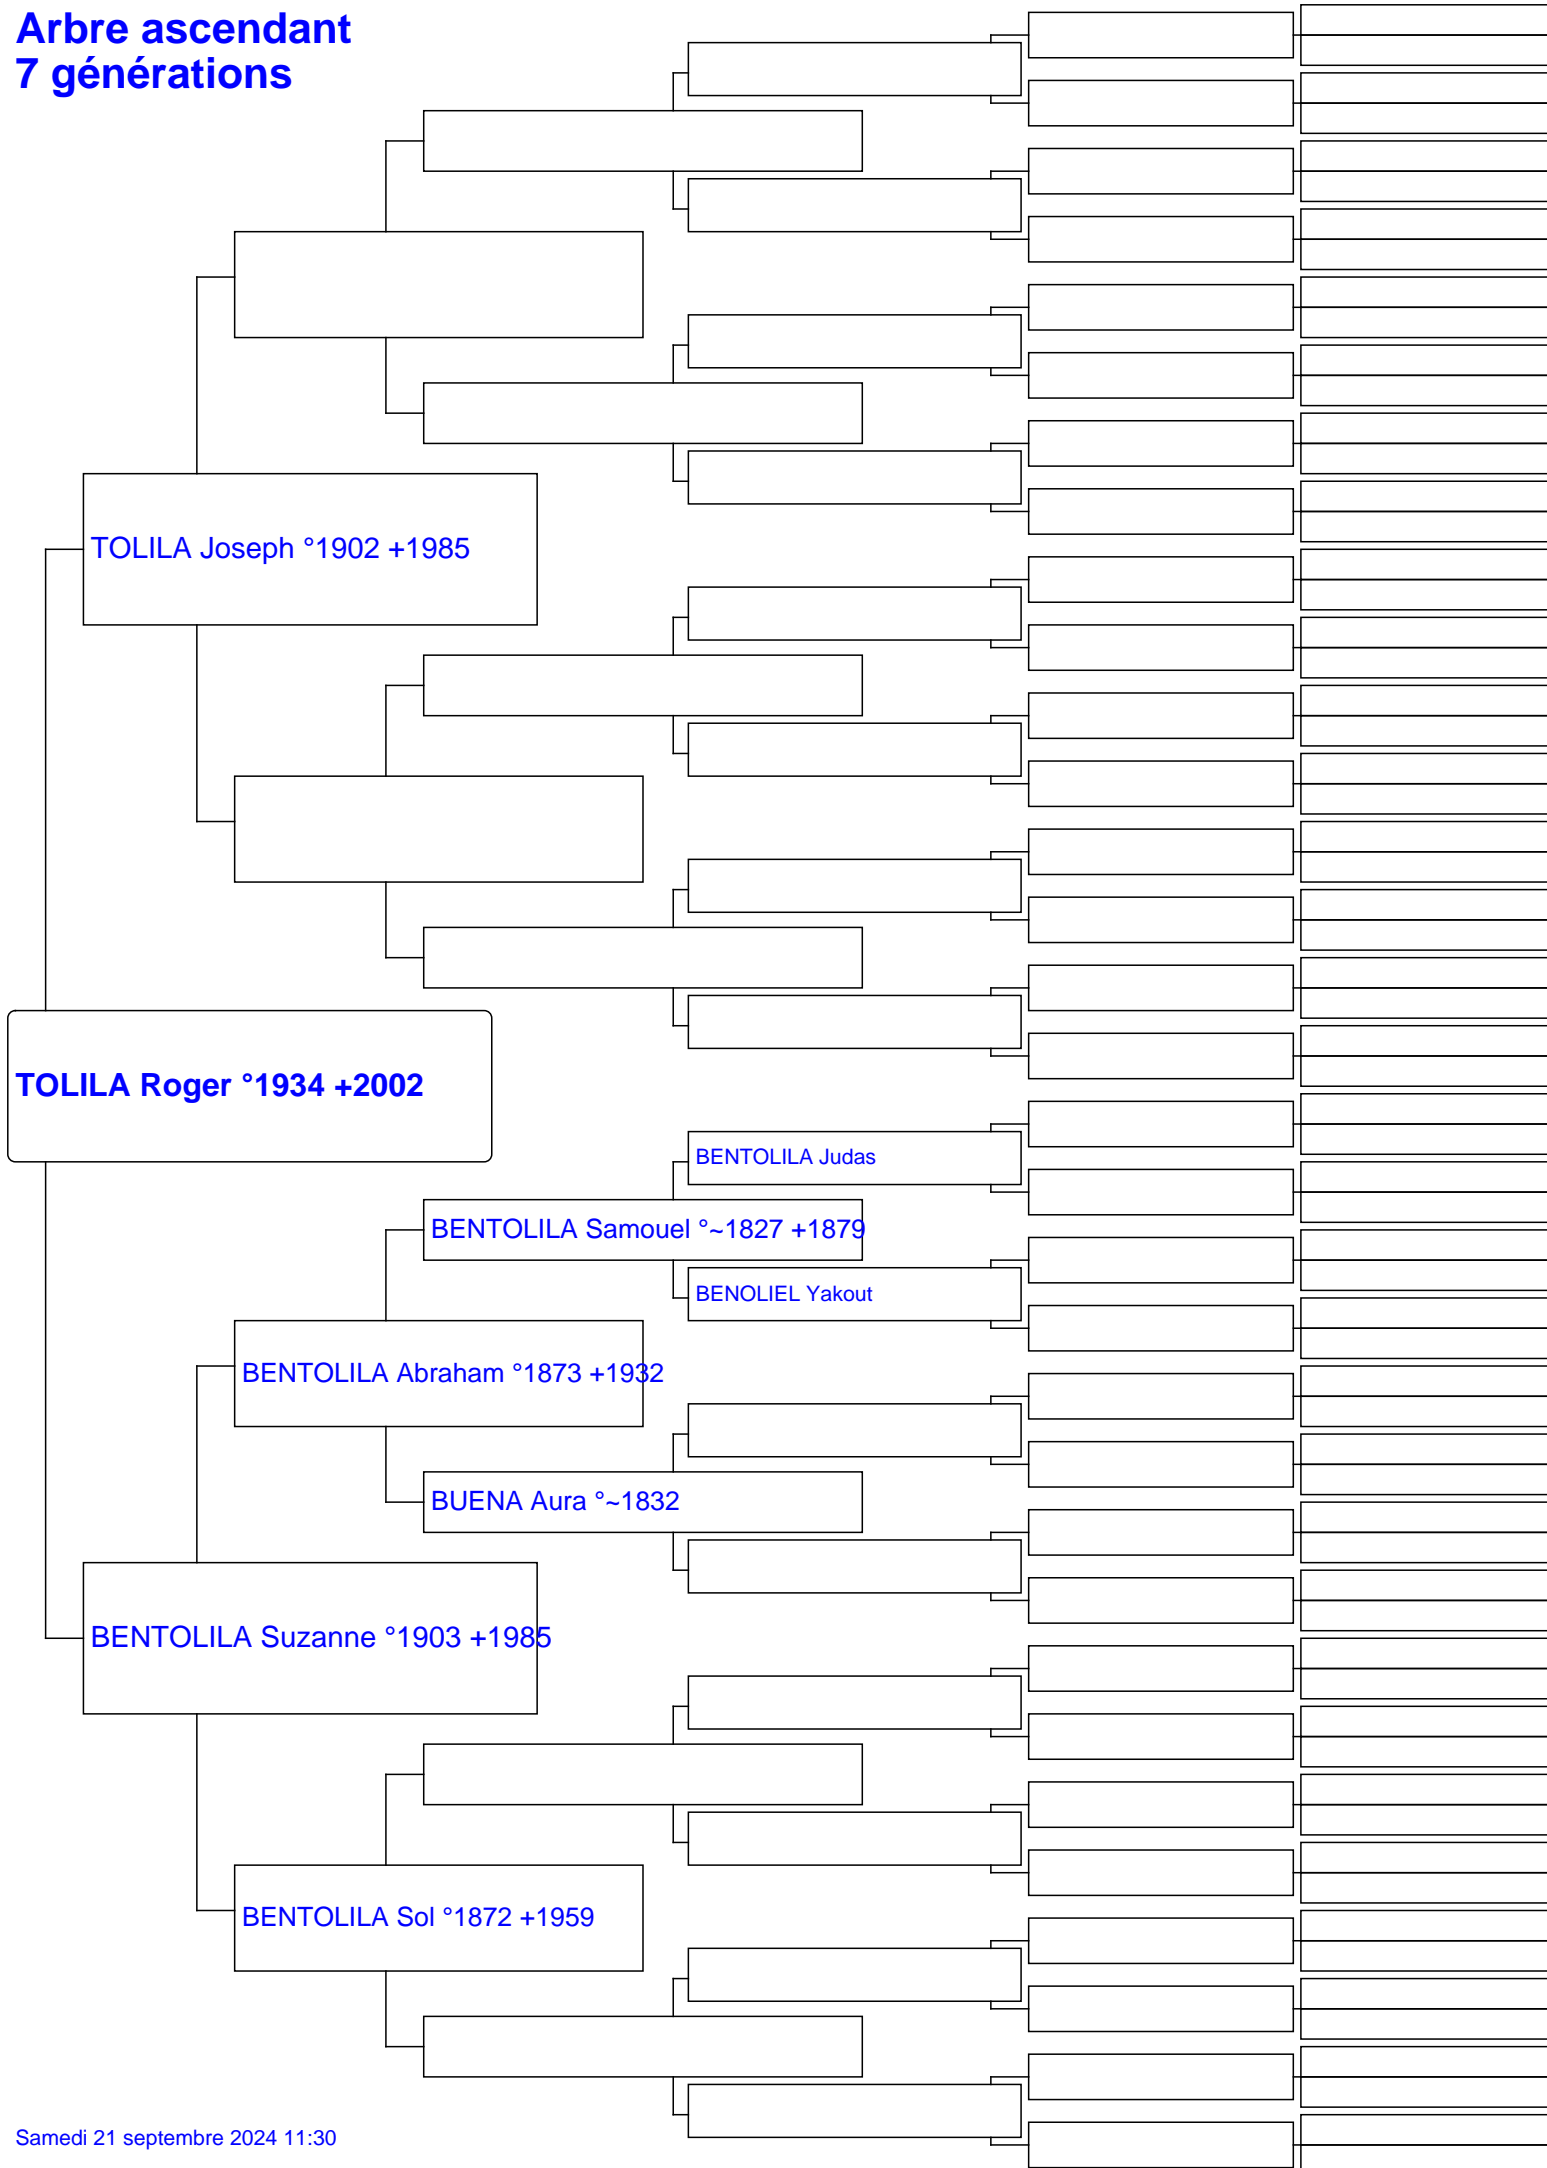 Arbre ascendant
7 générations
TOLILA Joseph °1902 +1985
TOLILA Roger °1934 +2002
BENTOLILA Judas
BENTOLILA Samouel °~1827 +1879
BENOLIEL Yakout
BENTOLILA Abraham °1873 +1932
BUENA Aura °~1832
BENTOLILA Suzanne °1903 +1985
BENTOLILA Sol °1872 +1959
Samedi 21 septembre 2024 11:30